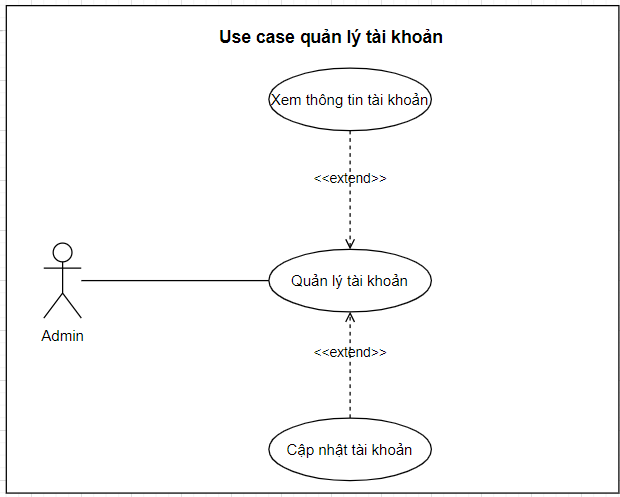 Use case quản lý tài khoản
Xem thông tin tài khoản
<<extend>>
Quản lý tài khoản
Admin
<<extend>>
Cập nhật tài khoản